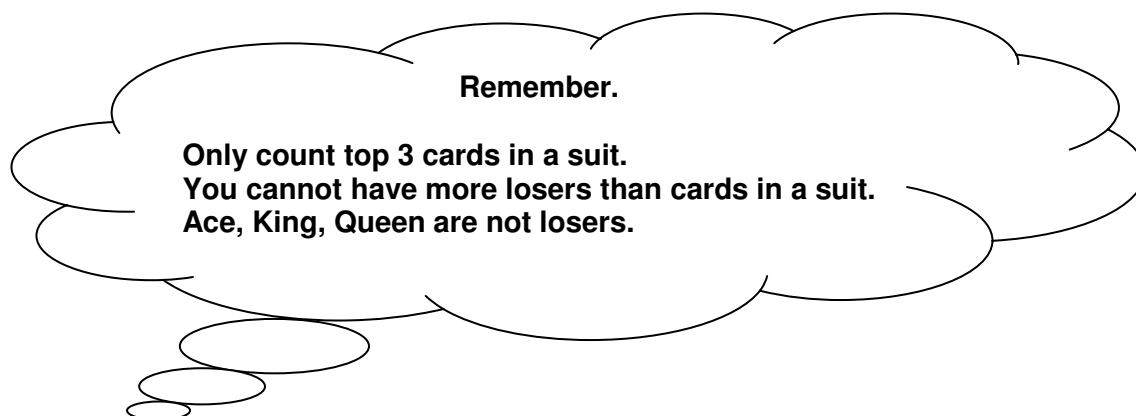 Remember.
Only count top 3 cards in a suit.
You cannot have more losers than cards in a suit.
Ace, King, Queen are not losers.